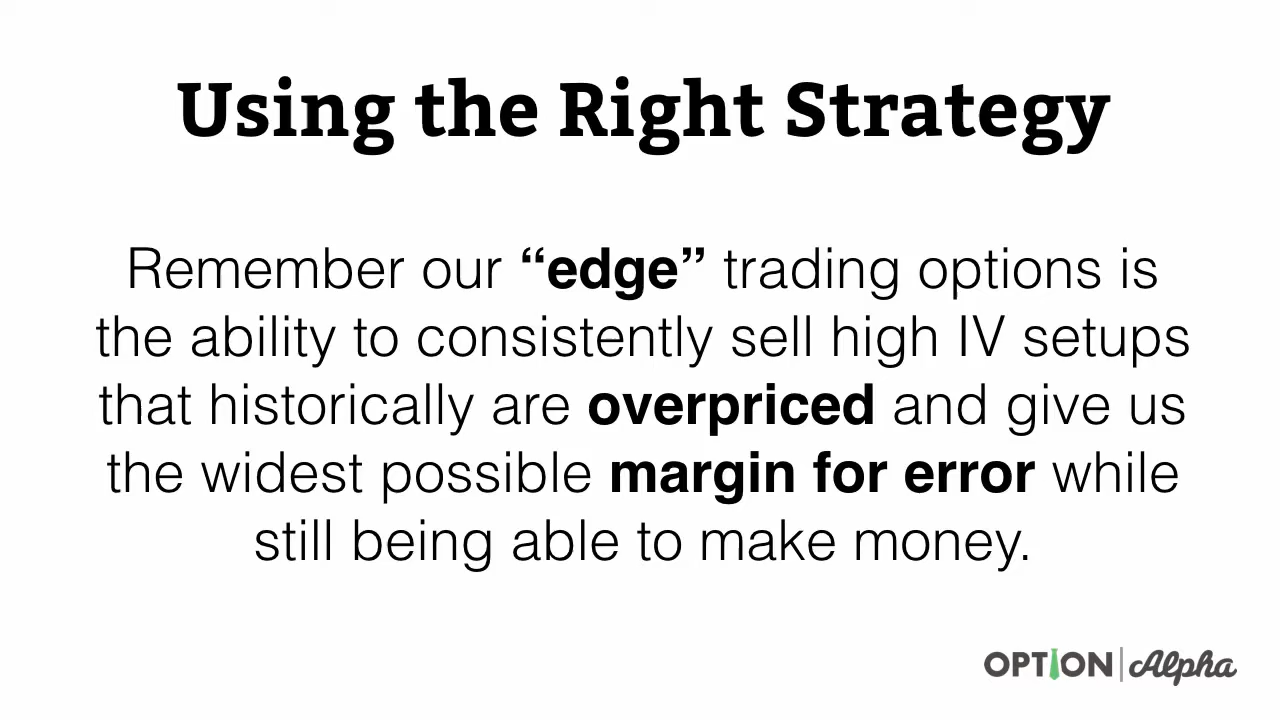 Using the Right Strategy
Remember our “edge” trading options is
the ability to consistently sell high IV setups
that historically are overpriced and give us
the widest possible margin for error while
still being able to make money.
OPTION | Alpha